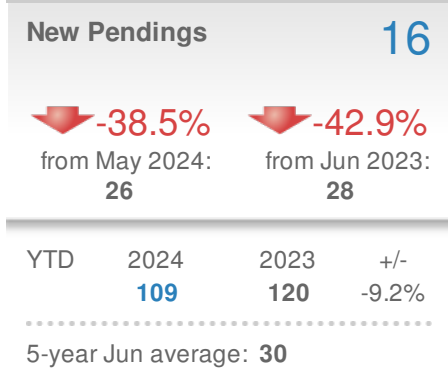 New Pendings 16
-38.5% -42.9%
from May 2024: from Jun 2023:
26 28
YTD 2024 2023 +/-
109 120 -9.2%
5-year Jun average: 30